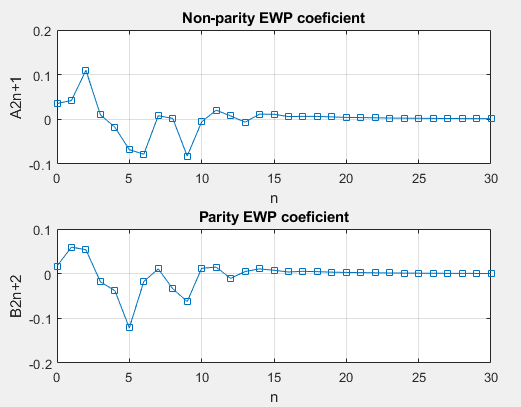 Non-parity EWP coeficient
0.2
0.1
0
-0.1
A2n+1
0 5 10 15 20 25 30
n
Parity EWP coeficient
0.1
0
-0.1
-0.2
B2n+2
0 5 10 15 20 25 30
n